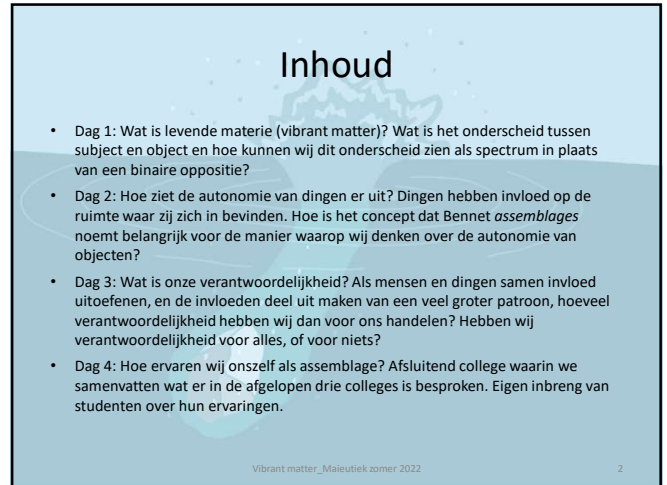 Inhoud
• Dag 1: Wat is levende materie (vibrant matter)? Wat is het onderscheid tussen
subject en object en hoe kunnen wij dit onderscheid zien als spectrum in plaats
van een binaire oppositie?
• Dag 2: Hoe ziet de autonomie van dingen er uit? Dingen hebben invloed op de
ruimte waar zij zich in bevinden. Hoe is het concept dat Bennet assemblages
noemt belangrijk voor de manier waarop wij denken over de autonomie van
objecten?
• Dag 3: Wat is onze verantwoordelijkheid? Als mensen en dingen samen invloed
uitoefenen, en de invloeden deel uit maken van een veel groter patroon, hoeveel
verantwoordelijkheid hebben wij dan voor ons handelen? Hebben wij
verantwoordelijkheid voor alles, of voor niets?
• Dag 4: Hoe ervaren wij onszelf als assemblage? Afsluitend college waarin we
samenvatten wat er in de afgelopen drie colleges is besproken. Eigen inbreng van
studenten over hun ervaringen.
Vibrant matter_Maieutiek zomer 2022
2